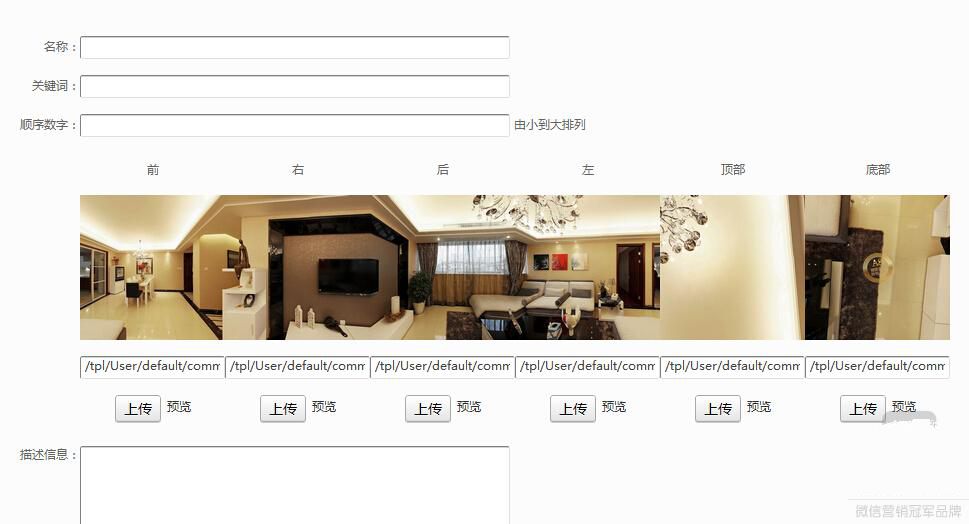 名称：
关键词：
顺序数字： 由小到大排列
前 右 后 左 顶部 底部
/tpl/User/default/comm /tpl/User/default/comm /tpl/User/default/comm /tpl/User/default/comm /tpl/User/default/comm /tpl/User/default/comm
上传 预览 上传 预览 上传 预览 上传 预览 上传 预览 上传 预览
描述信息：
微信营销冠军品牌